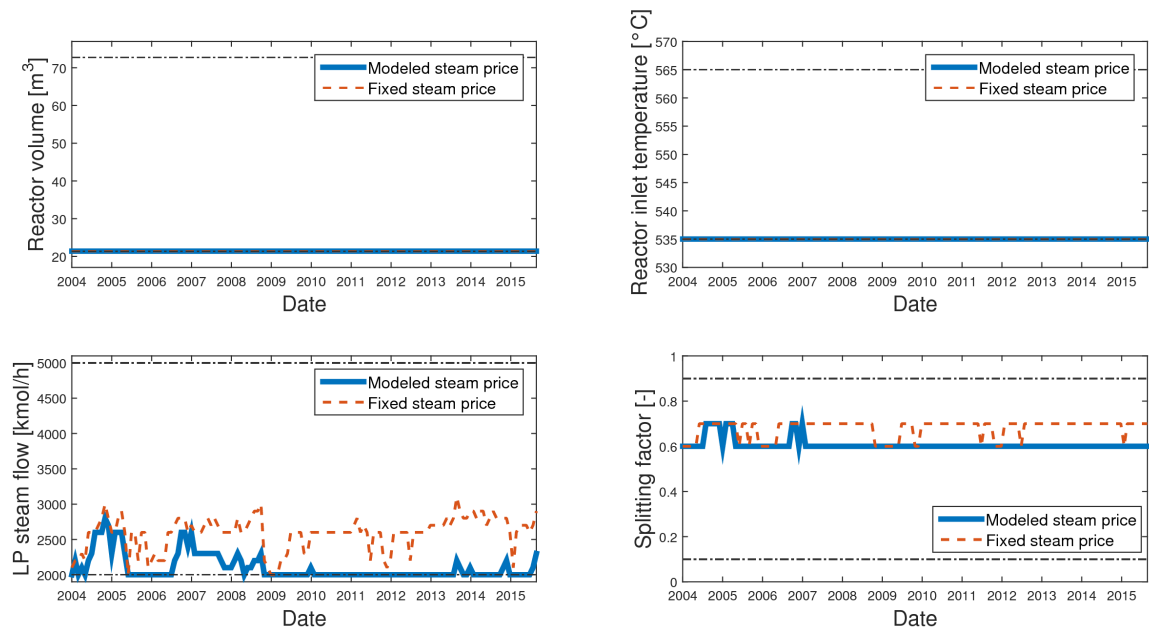 Reactor volume [m³]
70
60
50
40
30
20
2004 2005 2006 2007 2008 2009 2010 2011 2012 2013 2014 2015
Date
Modeled steam price
Fixed steam price
Reactor inlet temperature [°C]
570
565
560
555
550
545
540
535
530
2004 2005 2006 2007 2008 2009 2010 2011 2012 2013 2014 2015
Date
Modeled steam price
Fixed steam price
LP steam flow [kmol/h]
5000
4500
4000
3500
3000
2500
2000
2004 2005 2006 2007 2008 2009 2010 2011 2012 2013 2014 2015
Date
Modeled steam price
Fixed steam price
Splitting factor [-]
1
0.8
0.6
0.4
0.2
0
2004 2005 2006 2007 2008 2009 2010 2011 2012 2013 2014 2015
Date
Modeled steam price
Fixed steam price